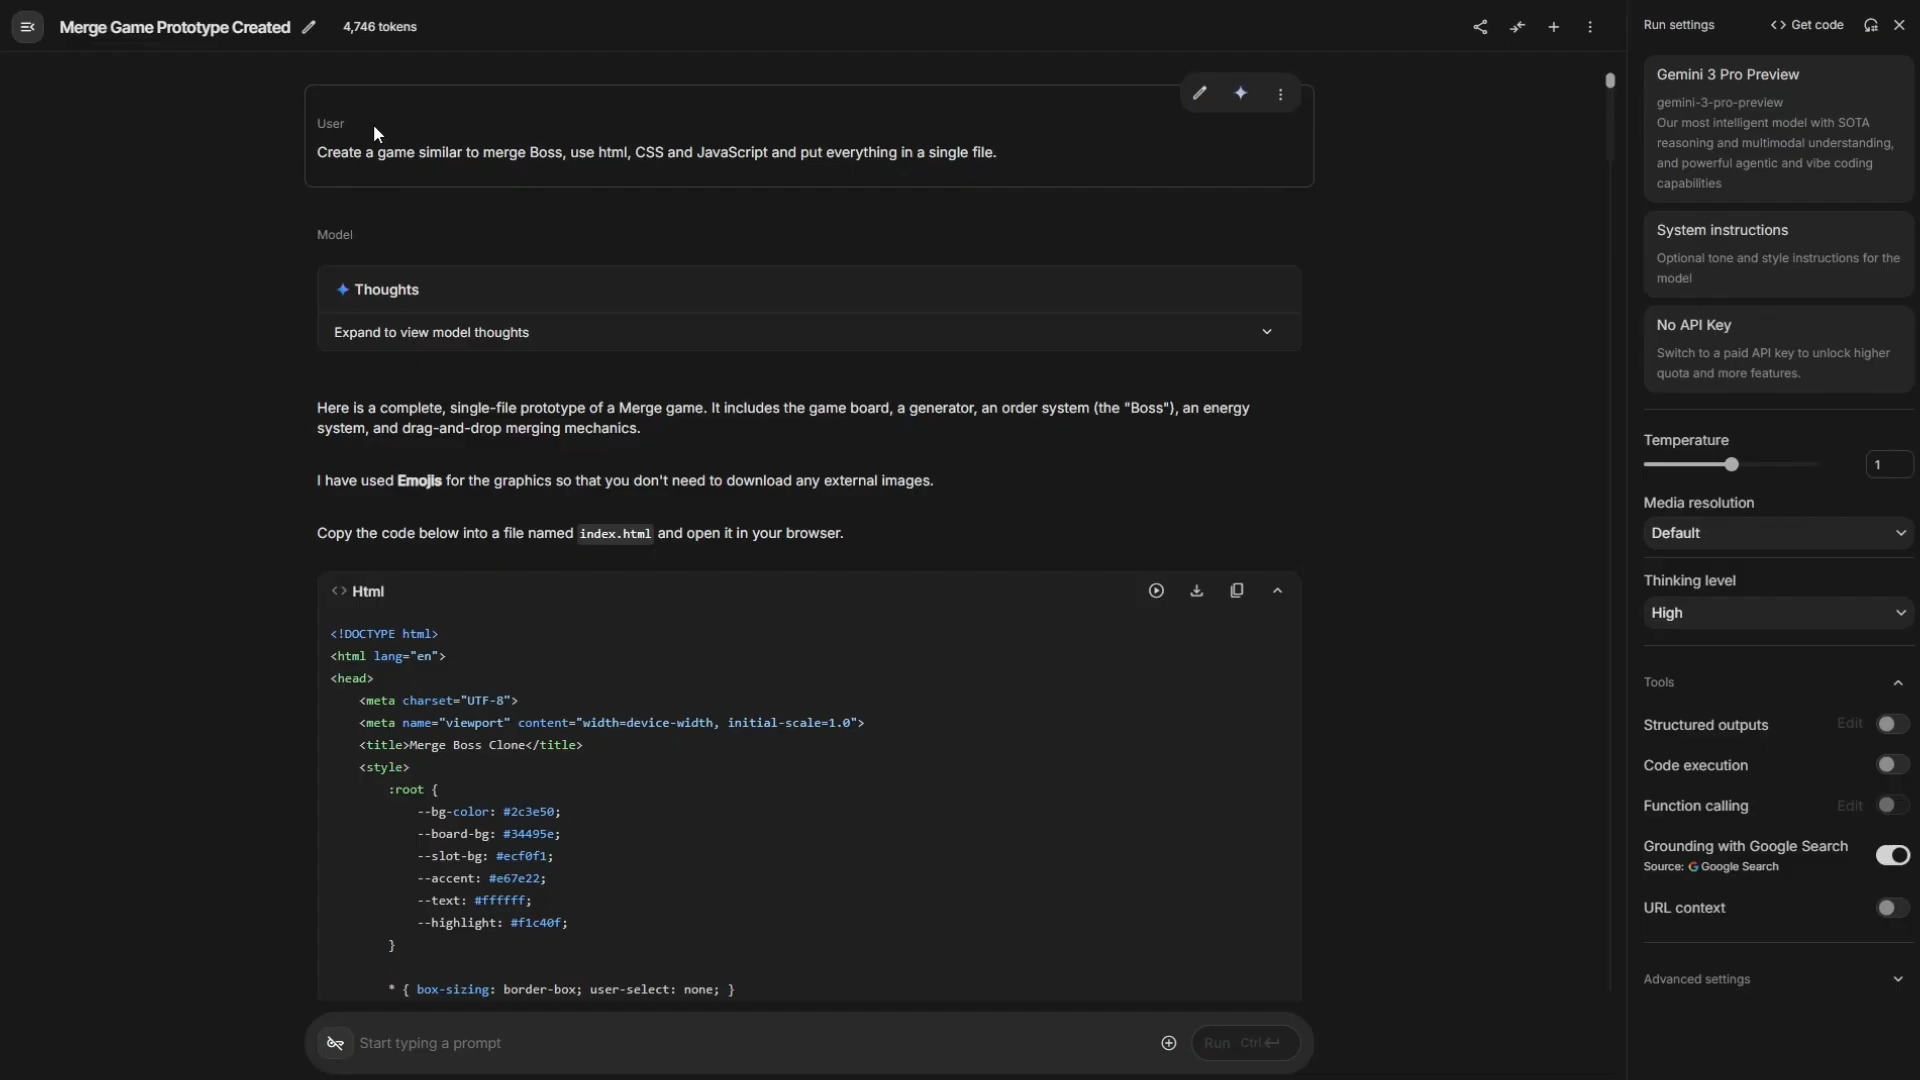 Merge Game Prototype Created
4,746 tokens
User
Create a game similar to merge Boss, use html, CSS and JavaScript and put everything in a single file.
Model
Thoughts
Expand to view model thoughts
Here is a complete, single-file prototype of a Merge game. It includes the game board, a generator, an order system (the "Boss"), an energy
system, and drag-and-drop merging mechanics.
I have used Emojis for the graphics so that you don't need to download any external images.
Copy the code below into a file named index.html and open it in your browser.
<> Html
<!DOCTYPE html>
<html lang="en">
<head>
<meta charset="UTF-8">
<meta name="viewport" content="width=device-width, initial-scale=1.0">
<title>Merge Boss Clone</title>
<style>
:root {
--bg-color: #2c3e50;
--board-bg: #34495e;
--slot-bg: #ecf0f1;
--accent: #e67e22;
--text: #ffffff;
--highlight: #f1c40f;
}
* { box-sizing: border-box; user-select: none; }
Start typing a prompt
Run Ctrl
Run settings
<> Get code
Gemini 3 Pro Preview
gemini-3-pro-preview
Our most intelligent model with SOTA
reasoning and multimodal understanding,
and powerful agentic and vibe coding
capabilities
System instructions
Optional tone and style instructions for the
model
No API Key
Switch to a paid API key to unlock higher
quota and more features.
Temperature
1
Media resolution
Default
Thinking level
High
Tools
Structured outputs Edit
Code execution
Function calling Edit
Grounding with Google Search
Source: Google Search
URL context
Advanced settings